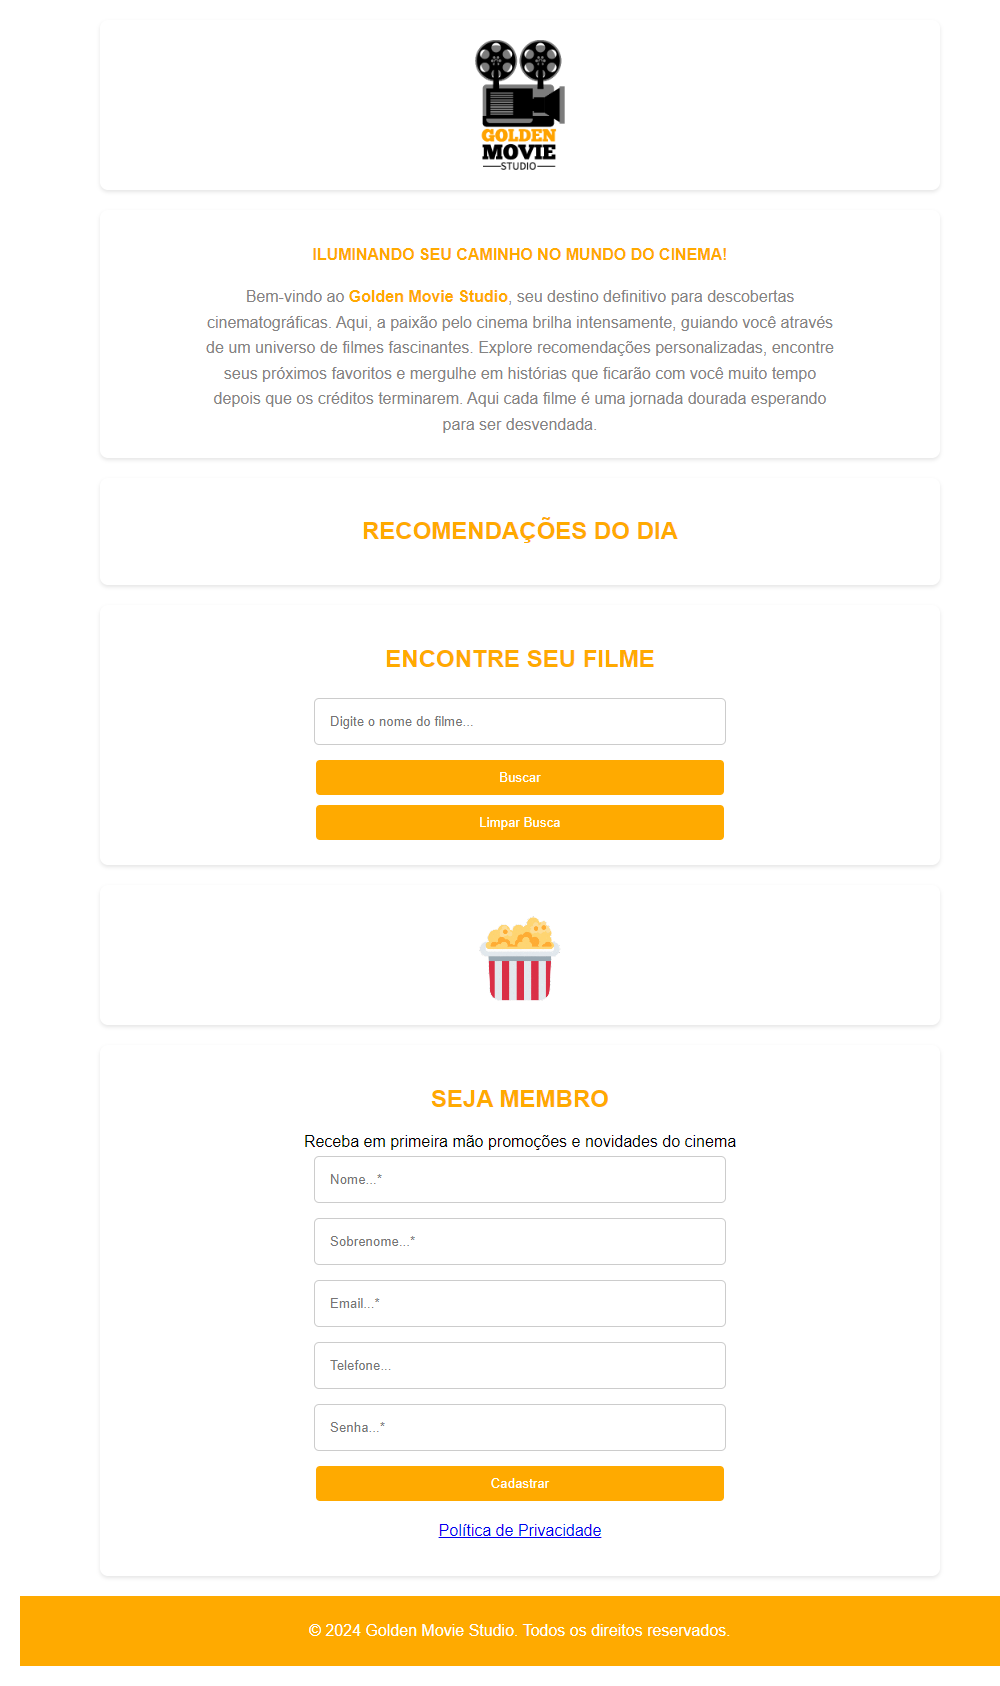 GOLDEN
MOVIE
STUDIO
ILUMINANDO SEU CAMINHO NO MUNDO DO CINEMA!
Bem-vindo ao Golden Movie Studio, seu destino definitivo para descobertas
cinematográficas. Aqui, a paixão pelo cinema brilha intensamente, guiando você através
de um universo de filmes fascinantes. Explore recomendações personalizadas, encontre
seus próximos favoritos e mergulhe em histórias que ficarão com você muito tempo
depois que os créditos terminarem. Aqui cada filme é uma jornada dourada esperando
para ser desvendada.
RECOMENDAÇÕES DO DIA
ENCONTRE SEU FILME
Digite o nome do filme...
Buscar
Limpar Busca
SEJA MEMBRO
Receba em primeira mão promoções e novidades do cinema
Nome...*
Sobrenome...*
Email...*
Telefone...
Senha...*
Cadastrar
Política de Privacidade
© 2024 Golden Movie Studio. Todos os direitos reservados.